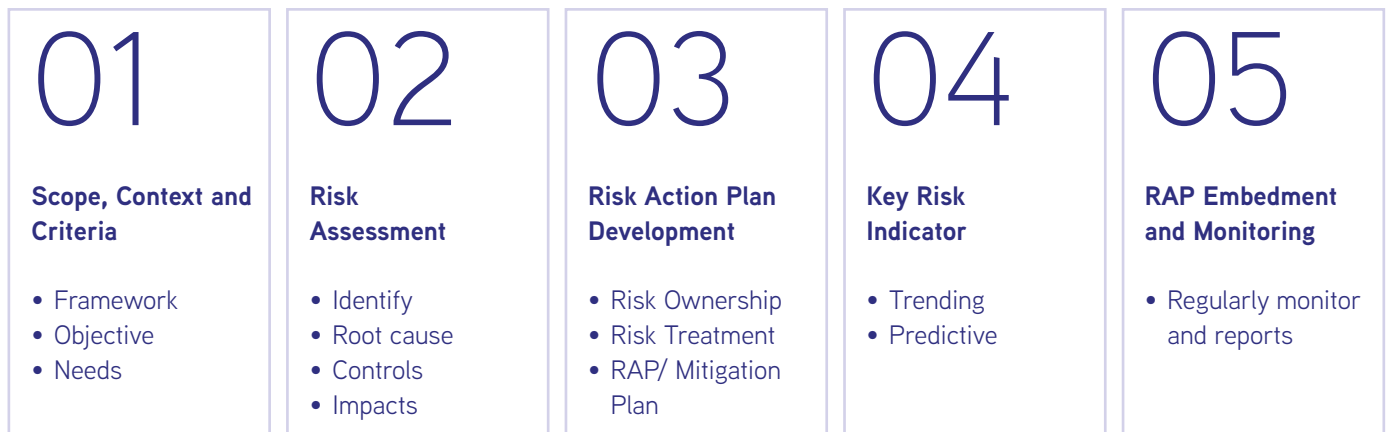 01
Scope, Context and
Criteria
• Framework
• Objective
• Needs
02
Risk
Assessment
• Identify
• Root cause
• Controls
• Impacts
03
Risk Action Plan
Development
• Risk Ownership
• Risk Treatment
• RAP/ Mitigation
Plan
04
Key Risk
Indicator
• Trending
• Predictive
05
RAP Embedment
and Monitoring
• Regularly monitor
and reports